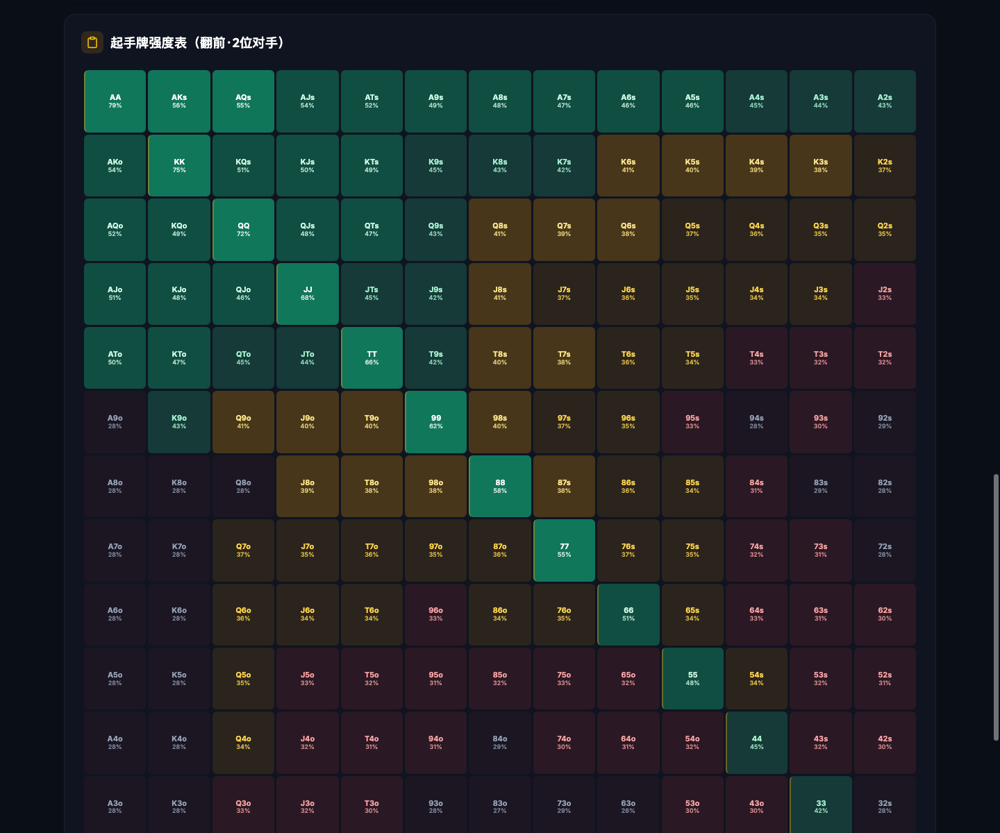 起手牌强度表（翻前·2位对手）
AA AKs AQs AJs ATs A9s A8s A7s A6s A5s A4s A3s A2s
79% 56% 55% 54% 52% 49% 48% 47% 46% 46% 45% 44% 43%
AKo KK KQs KJs KTs K9s K8s K7s K6s K5s K4s K3s K2s
54% 75% 51% 50% 49% 45% 43% 42% 41% 40% 39% 38% 37%
AQo KQo QQ QJs QTs Q9s Q8s Q7s Q6s Q5s Q4s Q3s Q2s
52% 49% 72% 48% 47% 43% 41% 39% 38% 37% 36% 35% 35%
AJo KJo QJo JJ JTs J9s J8s J7s J6s J5s J4s J3s J2s
51% 48% 46% 68% 45% 42% 41% 37% 36% 35% 34% 34% 33%
ATo KTo QTo JTo TT T9s T8s T7s T6s T5s T4s T3s T2s
50% 47% 45% 44% 66% 42% 40% 38% 36% 34% 33% 32% 32%
A9o K9o Q9o J9o T9o 99 98s 97s 96s 95s 94s 93s 92s
28% 43% 41% 40% 40% 62% 40% 37% 35% 33% 28% 30% 29%
A8o K8o Q8o J8o T8o 98o 88 87s 86s 85s 84s 83s 82s
28% 28% 28% 39% 38% 38% 58% 38% 36% 34% 31% 29% 28%
A7o K7o Q7o J7o T7o 97o 87o 77 76s 75s 74s 73s 72s
28% 28% 37% 35% 36% 35% 36% 55% 37% 35% 32% 31% 28%
A6o K6o Q6o J6o T6o 96o 86o 76o 66 65s 64s 63s 62s
28% 28% 36% 34% 34% 33% 34% 35% 51% 34% 33% 31% 30%
A5o K5o Q5o J5o T5o 95o 85o 75o 65o 55 54s 53s 52s
28% 28% 35% 33% 32% 31% 32% 33% 32% 48% 34% 32% 31%
A4o K4o Q4o J4o T4o 94o 84o 74o 64o 54o 44 43s 42s
28% 28% 34% 32% 31% 31% 29% 30% 31% 32% 45% 32% 30%
A3o K3o Q3o J3o T3o 93o 83o 73o 63o 53o 43o 33 32s
28% 28% 33% 32% 30% 28% 27% 29% 28% 30% 30% 42% 28%